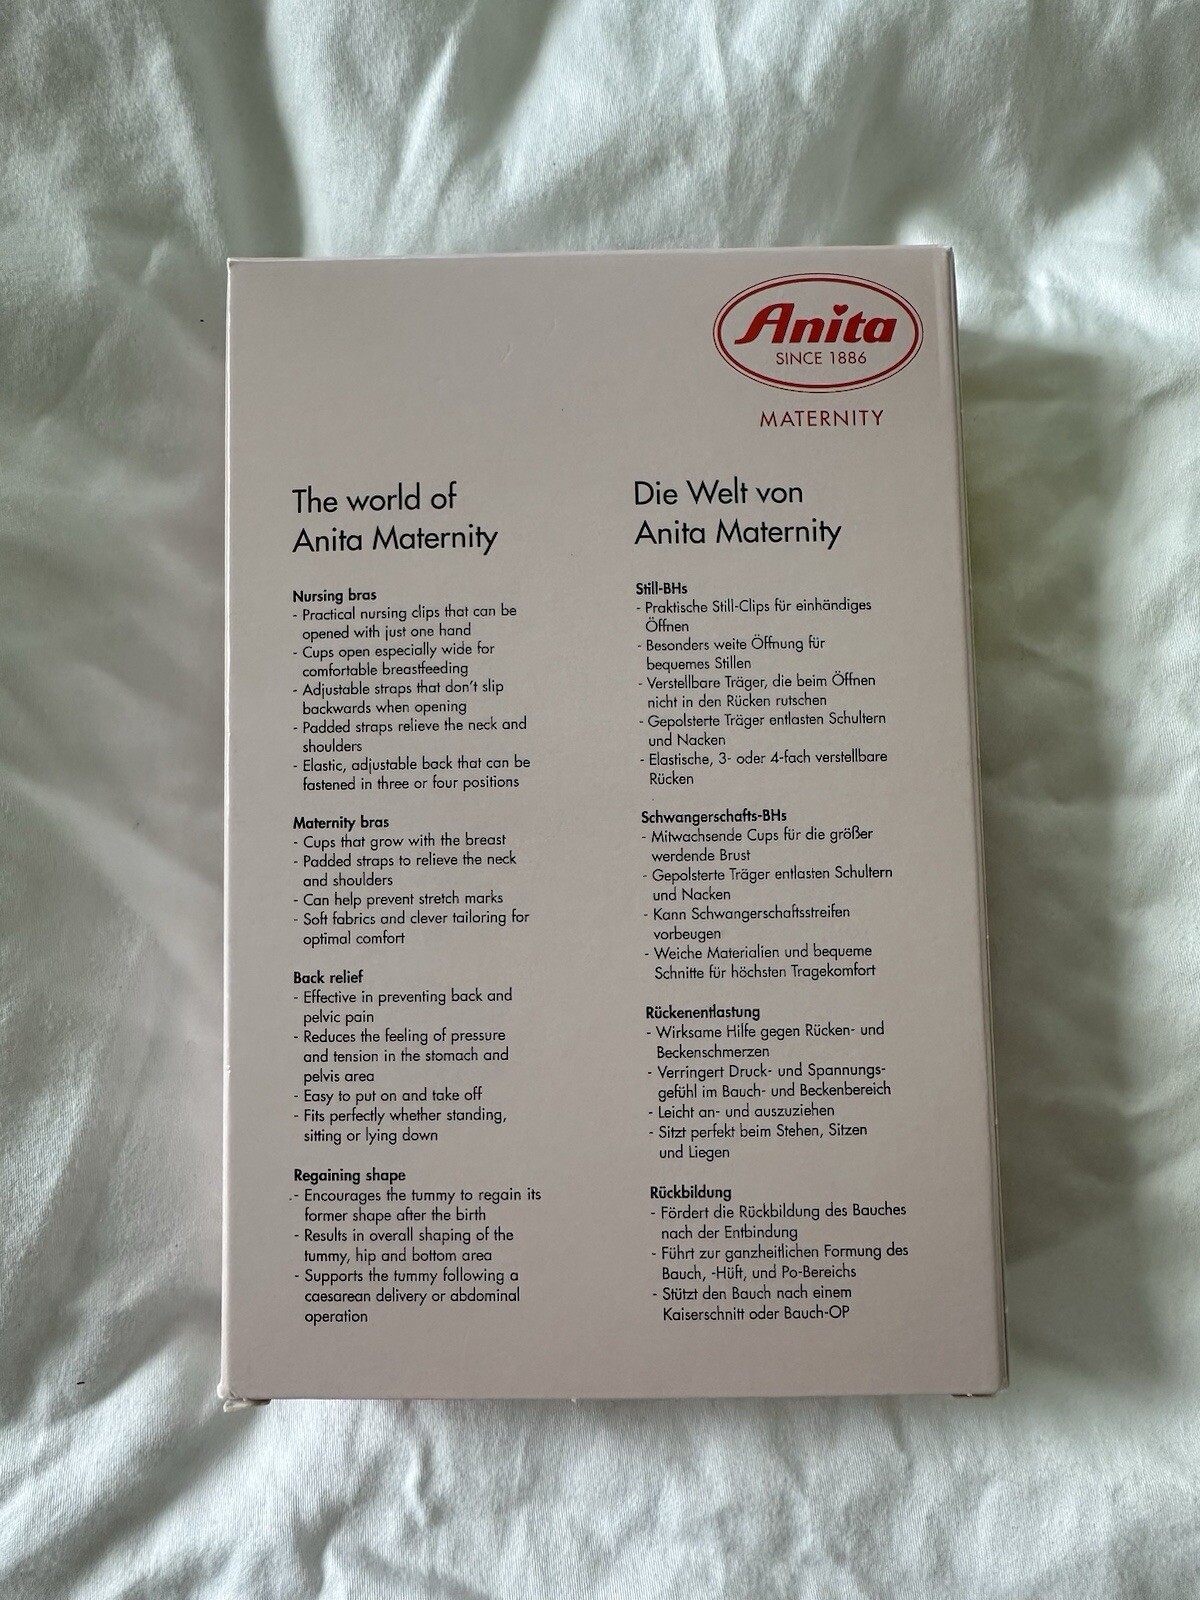 Anita
SINCE 1886
MATERNITY
The world of
Anita Maternity
Nursing bras
- Practical nursing clips that can be
opened with just one hand
- Cups open especially wide for
comfortable breastfeeding
- Adjustable straps that don't slip
backwards when opening
- Padded straps relieve the neck and
shoulders
- Elastic, adjustable back that can be
fastened in three or four positions
Maternity bras
- Cups that grow with the breast
- Padded straps to relieve the neck
and shoulders
- Can help prevent stretch marks
- Soft fabrics and clever tailoring for
optimal comfort
Back relief
- Effective in preventing back and
pelvic pain
- Reduces the feeling of pressure
and tension in the stomach and
pelvis area
- Easy to put on and take off
- Fits perfectly whether standing,
sitting or lying down
Regaining shape
- Encourages the tummy to regain its
former shape after the birth
- Results in overall shaping of the
tummy, hip and bottom area
- Supports the tummy following a
caesarean delivery or abdominal
operation
Die Welt von
Anita Maternity
Still-BHs
- Praktische Still-Clips für einhändiges
Öffnen
- Besonders weite Öffnung für
bequemes Stillen
- Verstellbare Träger, die beim Öffnen
nicht in den Rücken rutschen
- Gepolsterte Träger entlasten Schultern
und Nacken
- Elastische, 3- oder 4-fach verstellbare
Rücken
Schwangerschafts-BHs
- Mitwachsende Cups für die größer
werdende Brust
- Gepolsterte Träger entlasten Schultern
und Nacken
- Kann Schwangerschaftsstreifen
vorbeugen
- Weiche Materialien und bequeme
Schnitte für höchsten Tragekomfort
Rückenentlastung
- Wirksame Hilfe gegen Rücken- und
Beckenschmerzen
- Verringert Druck- und Spannungs-
gefühl im Bauch- und Beckenbereich
- Leicht an- und auszuziehen
- Sitzt perfekt beim Stehen, Sitzen
und Liegen
Rückbildung
- Fördert die Rückbildung des Bauches
nach der Entbindung
- Führt zur ganzheitlichen Formung des
Bauch, -Hüft, und Po-Bereichs
- Stützt den Bauch nach einem
Kaiserschnitt oder Bauch-OP